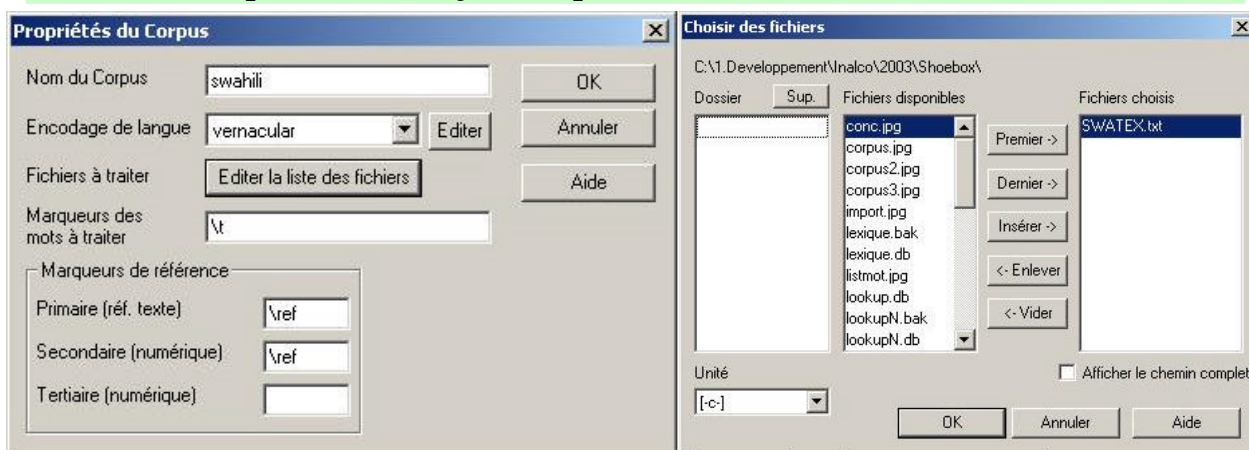 Propriétés du Corpus
Nom du Corpus
swahili
OK
Encodage de langue
vernacular
Editer
Annuler
Fichiers à traiter
Editer la liste des fichiers
Aide
Marqueurs des
mots à traiter
\t
Marqueurs de référence
Primaire (réf. texte)
\ref
Secondaire (numérique)
\ref
Tertiaire (numérique)
Choisir des fichiers
C:\1.Developpement\Inalco\2003\Shoebox\
Dossier
Sup.
Fichiers disponibles
Fichiers choisis
conc.jpg
corpus.jpg
corpus2.jpg
corpus3.jpg
import.jpg
lexique.bak
lexique.db
listmot.jpg
lookup.db
lookupN.bak
lookupN.db
Premier ->
Dernier ->
Insérer ->
<- Enlever
<- Vider
SWATEX.txt
Unité
[-c-]
Afficher le chemin complet
OK
Annuler
Aide